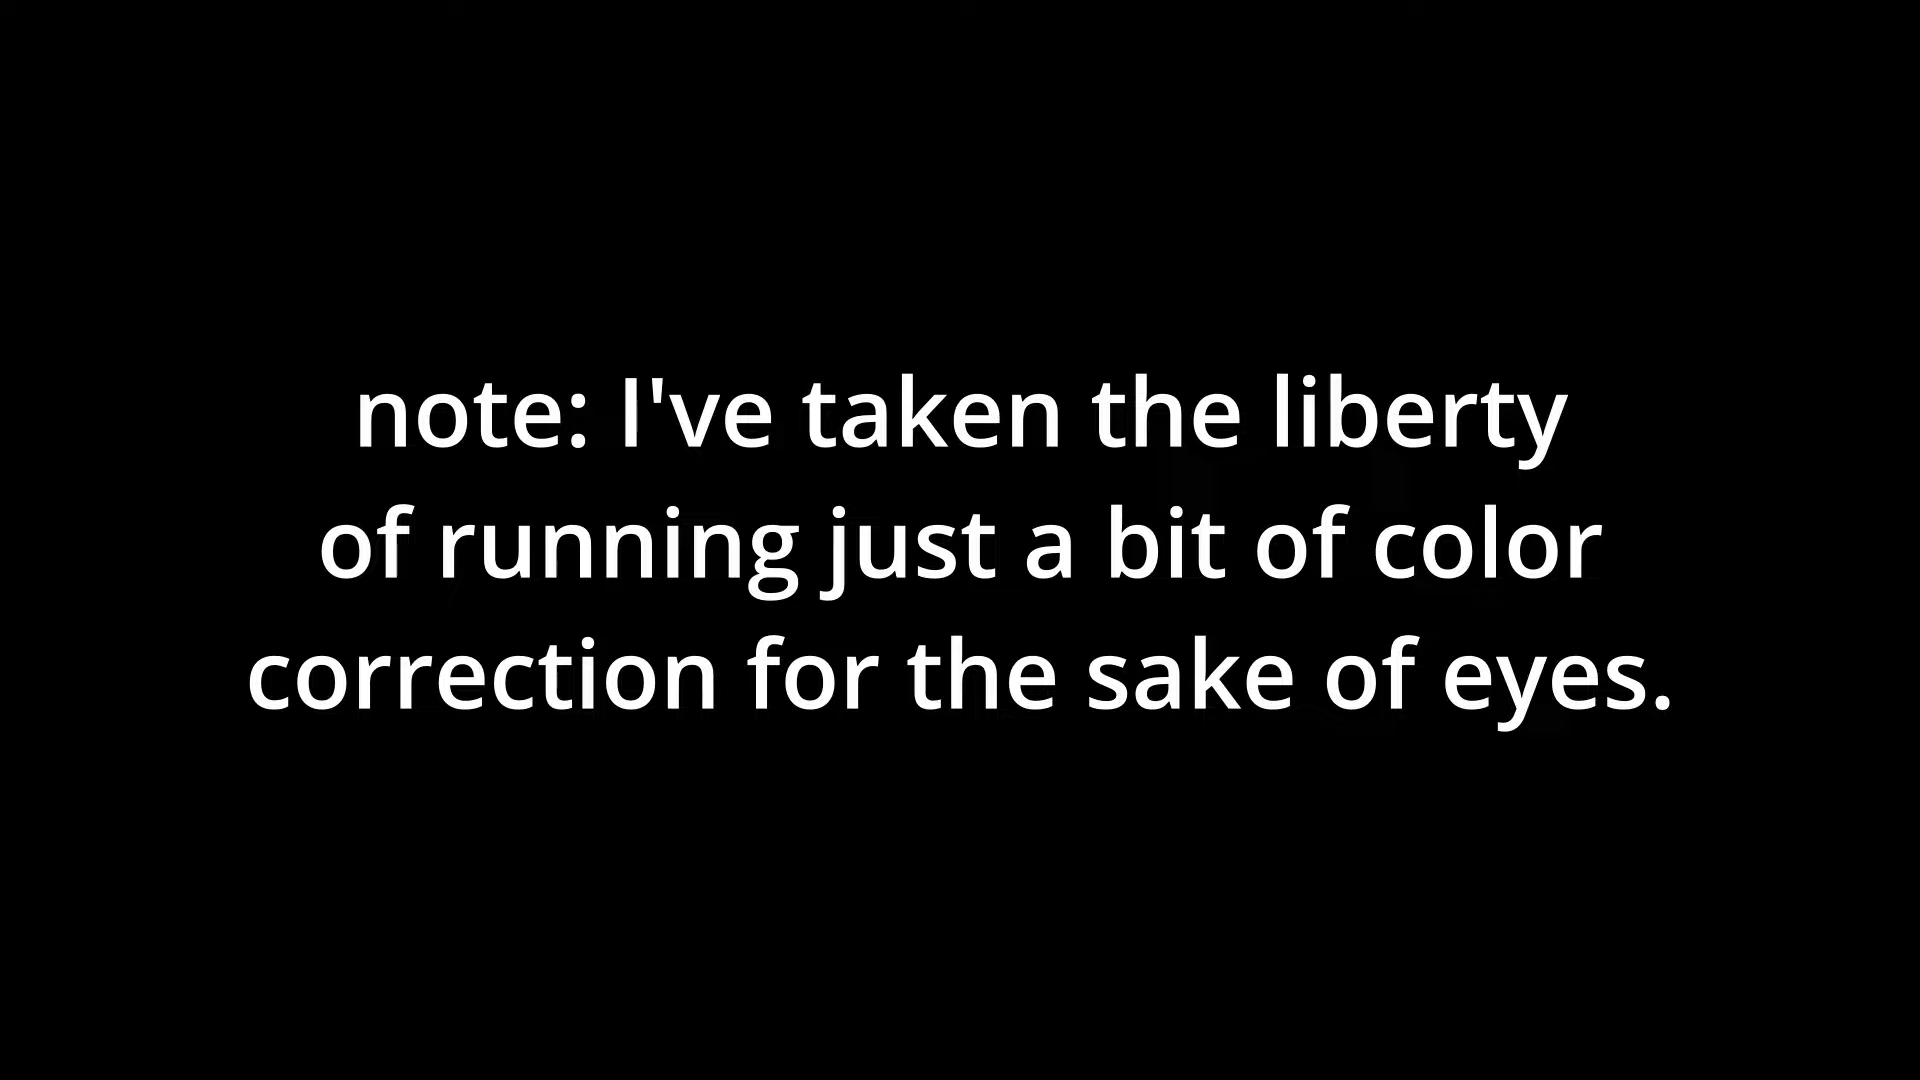 note: I've taken the liberty
of running just a bit of color
correction for the sake of eyes.